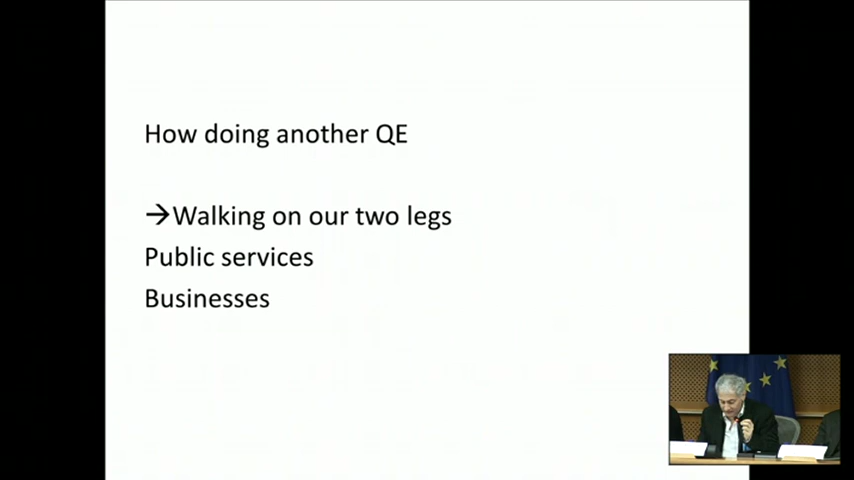 How doing another QE
→Walking on our two legs
Public services
Businesses